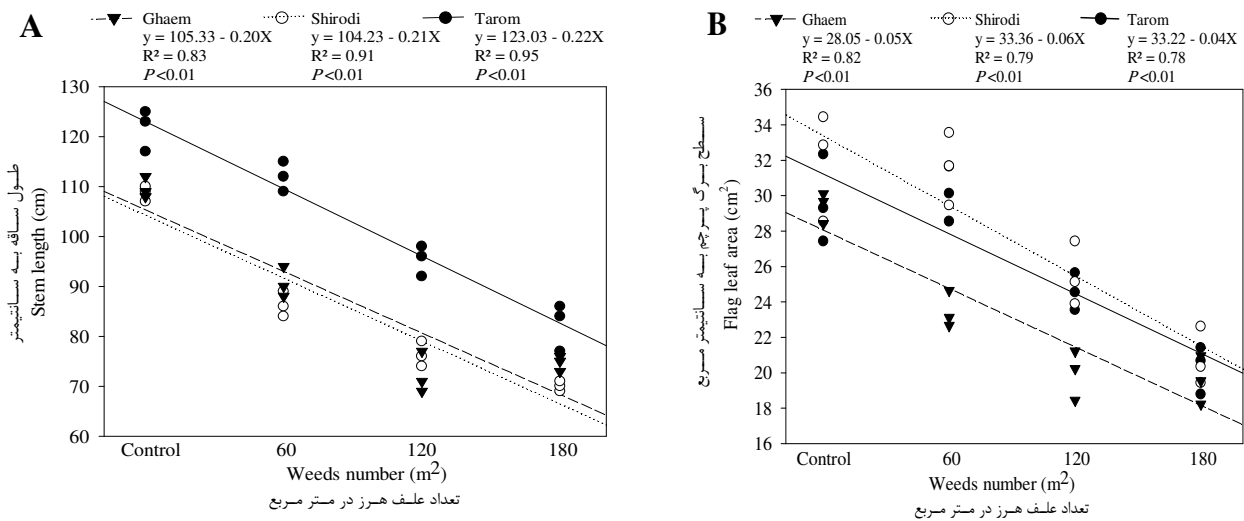 A
Ghaem Shirodi Tarom
y = 105.33 - 0.20X y = 104.23 - 0.21X y = 123.03 - 0.22X
R² = 0.83 R² = 0.91 R² = 0.95
P<0.01 P<0.01 P<0.01
طول ساقه به سانتیمتر
Stem length (cm)
130
120
110
100
90
80
70
60
Control 60 120 180
Weeds number (m²)
تعداد علف هرز در متر مربع
B
Ghaem Shirodi Tarom
y = 28.05 - 0.05X y = 33.36 - 0.06X y = 33.22 - 0.04X
R² = 0.82 R² = 0.79 R² = 0.78
P<0.01 P<0.01 P<0.01
سطح برگ پرچم به سانتیمتر مربع
Flag leaf area (cm²)
36
34
32
30
28
26
24
22
20
18
16
Control 60 120 180
Weeds number (m²)
تعداد علف هرز در متر مربع